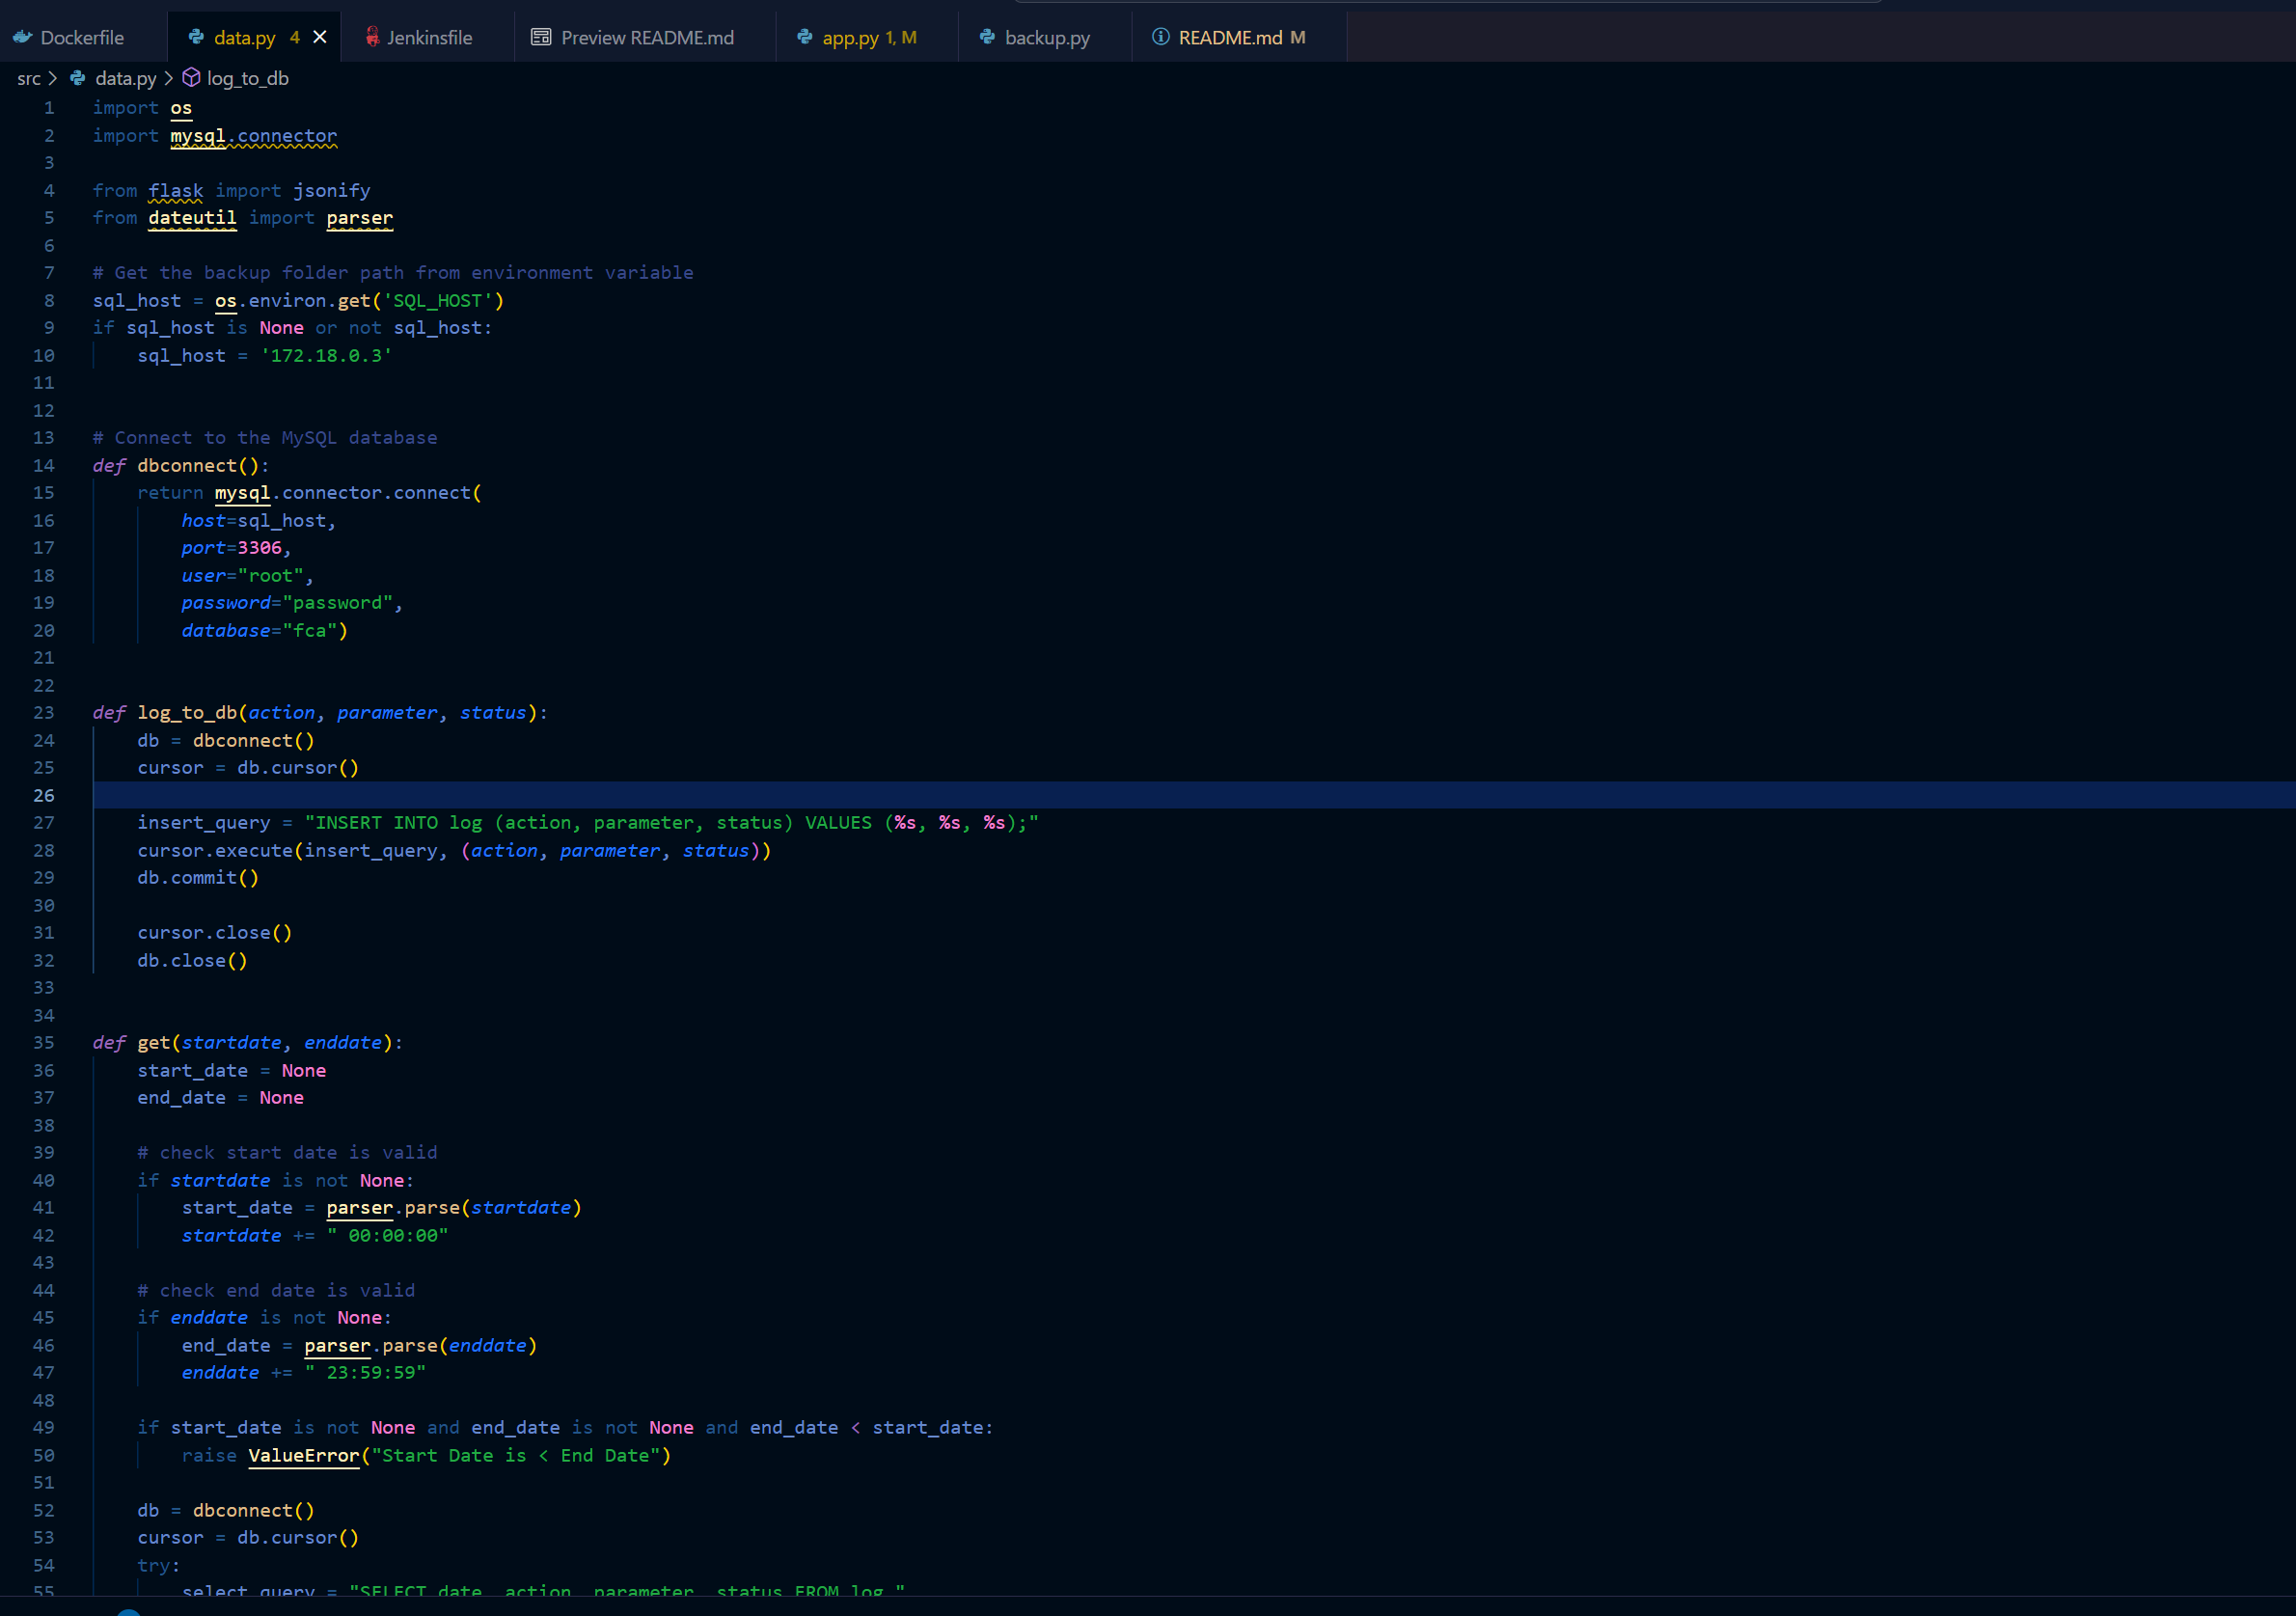 Dockerfile data.py 4 Jenkinsfile Preview README.md app.py 1, M backup.py README.md M
src data.py log_to_db
1 import os
2 import mysql.connector
3
4 from flask import jsonify
5 from dateutil import parser
6
7 # Get the backup folder path from environment variable
8 sql_host = os.environ.get('SQL_HOST')
9 if sql_host is None or not sql_host:
10 sql_host = '172.18.0.3'
11
12
13 # Connect to the MySQL database
14 def dbconnect():
15 return mysql.connector.connect(
16 host=sql_host,
17 port=3306,
18 user="root",
19 password="password",
20 database="fca")
21
22
23 def log_to_db(action, parameter, status):
24 db = dbconnect()
25 cursor = db.cursor()
26
27 insert_query = "INSERT INTO log (action, parameter, status) VALUES (%s, %s, %s);"
28 cursor.execute(insert_query, (action, parameter, status))
29 db.commit()
30
31 cursor.close()
32 db.close()
33
34
35 def get(startdate, enddate):
36 start_date = None
37 end_date = None
38
39 # check start date is valid
40 if startdate is not None:
41 start_date = parser.parse(startdate)
42 startdate += " 00:00:00"
43
44 # check end date is valid
45 if enddate is not None:
46 end_date = parser.parse(enddate)
47 enddate += " 23:59:59"
48
49 if start_date is not None and end_date is not None and end_date < start_date:
50 raise ValueError("Start Date is < End Date")
51
52 db = dbconnect()
53 cursor = db.cursor()
54 try:
55 select_query = "SELECT date, action, parameter, status FROM log "